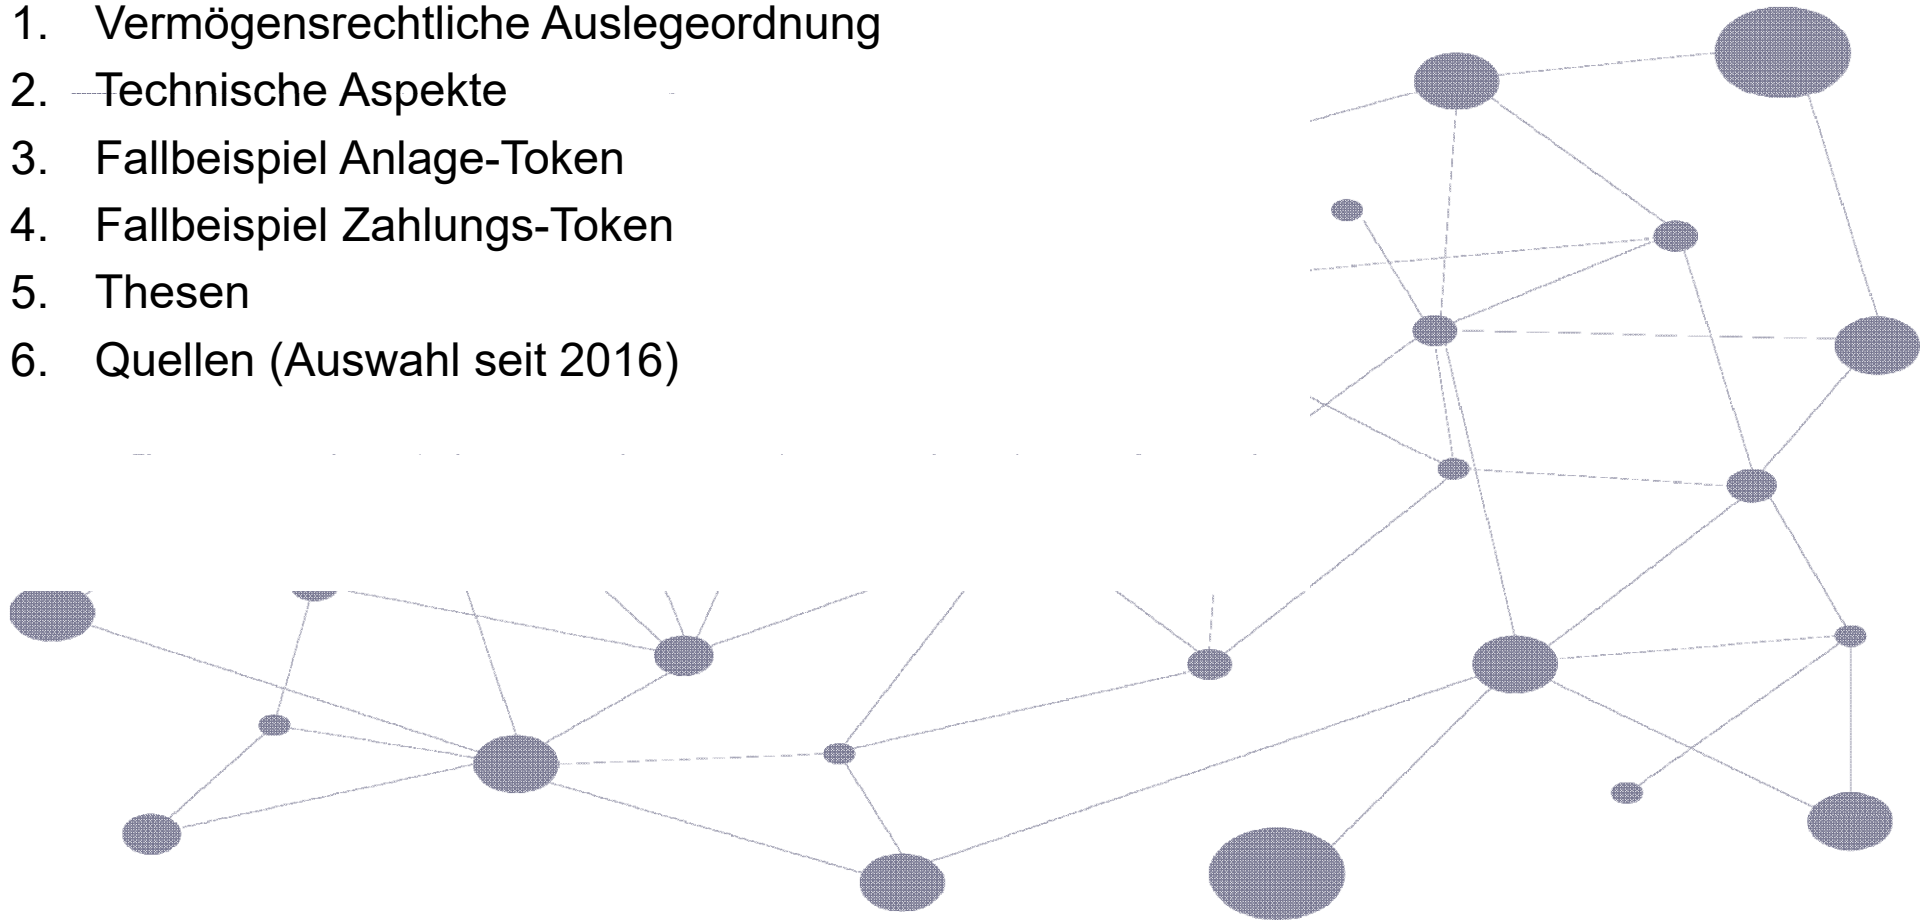 1. Vermögensrechtliche Auslegeordnung
2. Technische Aspekte
3. Fallbeispiel Anlage-Token
4. Fallbeispiel Zahlungs-Token
5. Thesen
6. Quellen (Auswahl seit 2016)